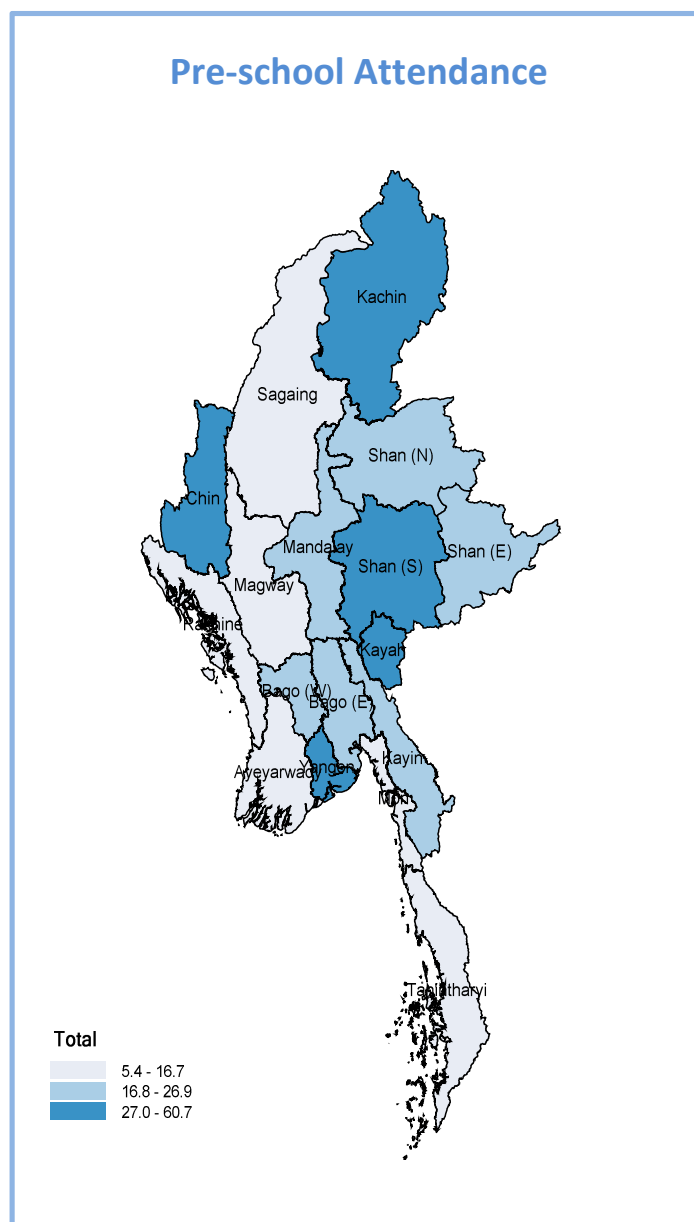 Pre-school Attendance
Kachin
Sagaing
Shan (N)
Chin
Mandalay
Shan (E)
Shan (S)
Magway
Rakhine
Kayah
Bago (W)
Bago (E)
Kayin
Ayeyarwady
Yangon
Mon
Tanintharyi
Total
5.4 - 16.7
16.8 - 26.9
27.0 - 60.7